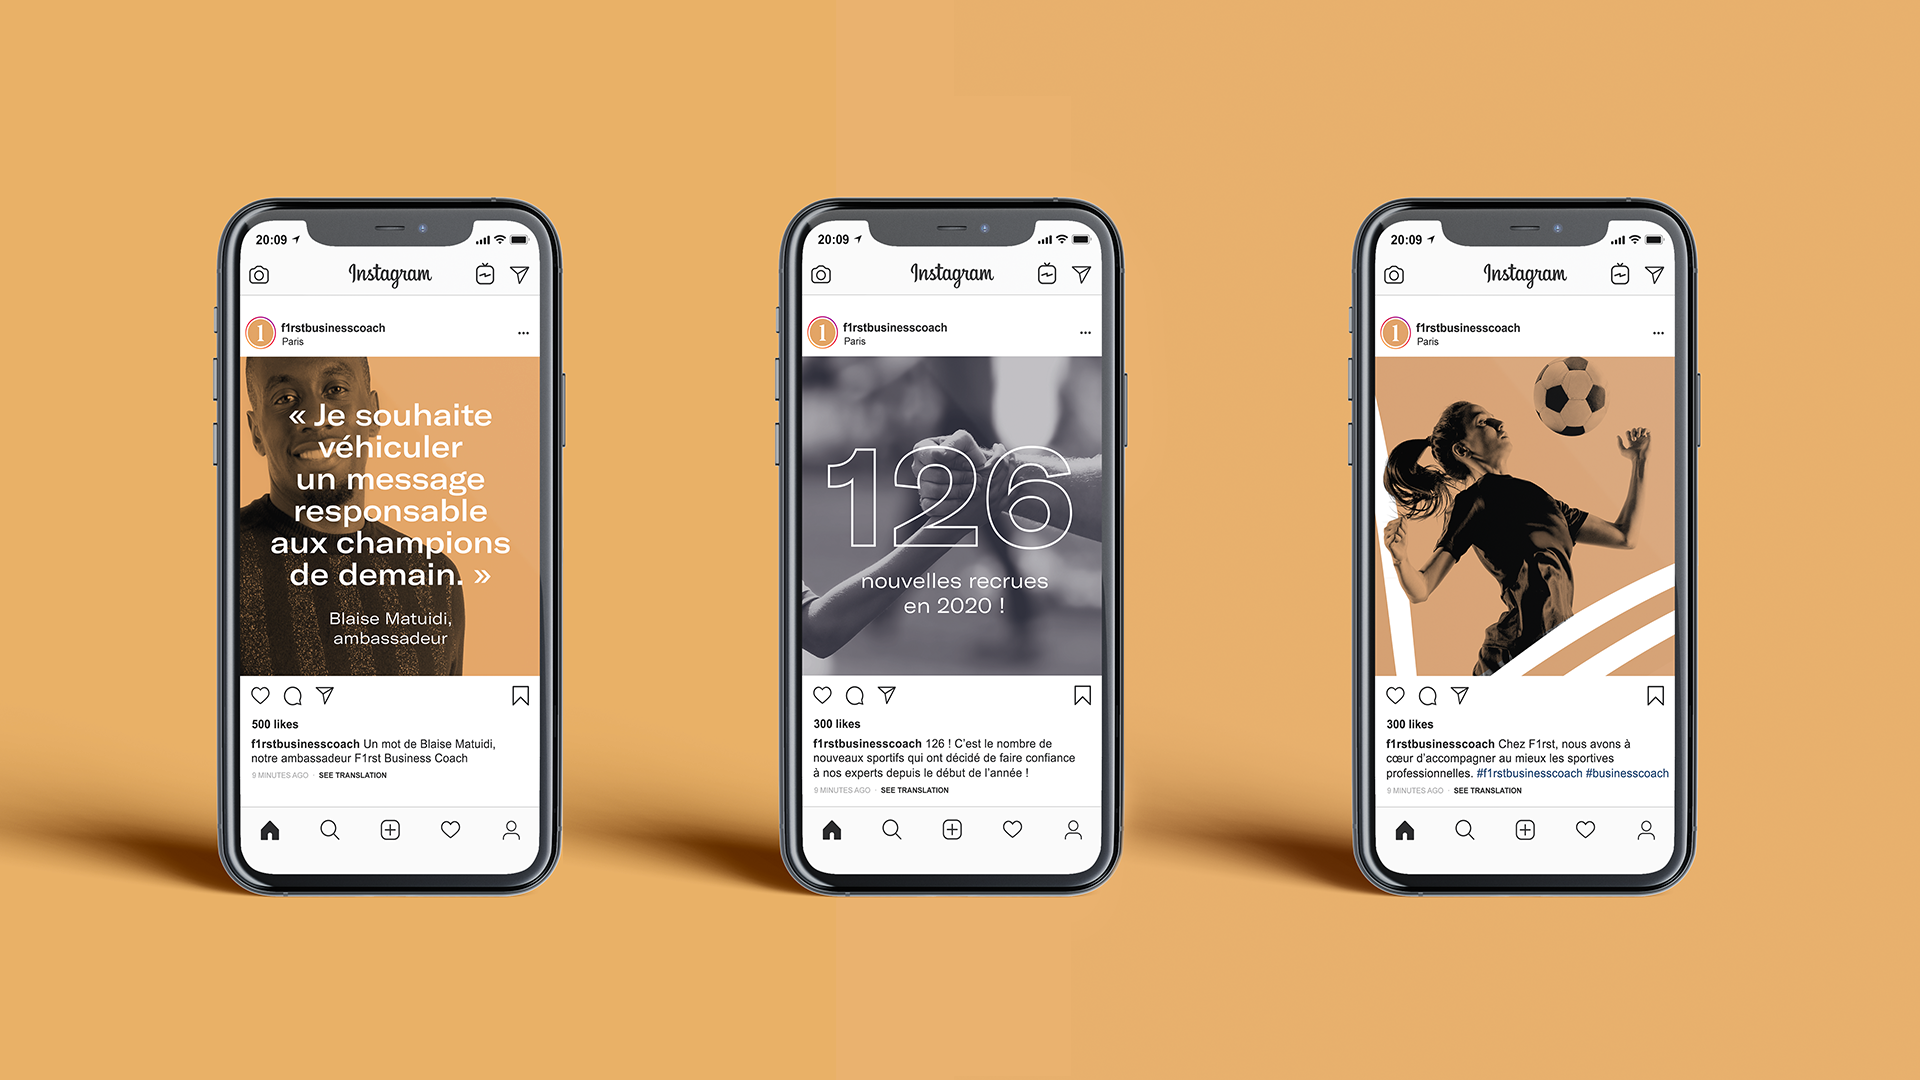 20:09
Instagram
1
f1rstbusinesscoach
Paris
« Je souhaite
véhiculer
un message
responsable
aux champions
de demain. »
Blaise Matuidi,
ambassadeur
500 likes
f1rstbusinesscoach Un mot de Blaise Matuidi,
notre ambassadeur F1rst Business Coach
9 MINUTES AGO · SEE TRANSLATION
20:09
Instagram
1
f1rstbusinesscoach
Paris
126
nouvelles recrues
en 2020 !
300 likes
f1rstbusinesscoach 126 ! C’est le nombre de
nouveaux sportifs qui ont décidé de faire confiance
à nos experts depuis le début de l’année !
9 MINUTES AGO · SEE TRANSLATION
20:09
Instagram
1
f1rstbusinesscoach
Paris
300 likes
f1rstbusinesscoach Chez F1rst, nous avons à
cœur d’accompagner au mieux les sportives
professionnelles. #f1rstbusinesscoach #businesscoach
9 MINUTES AGO · SEE TRANSLATION